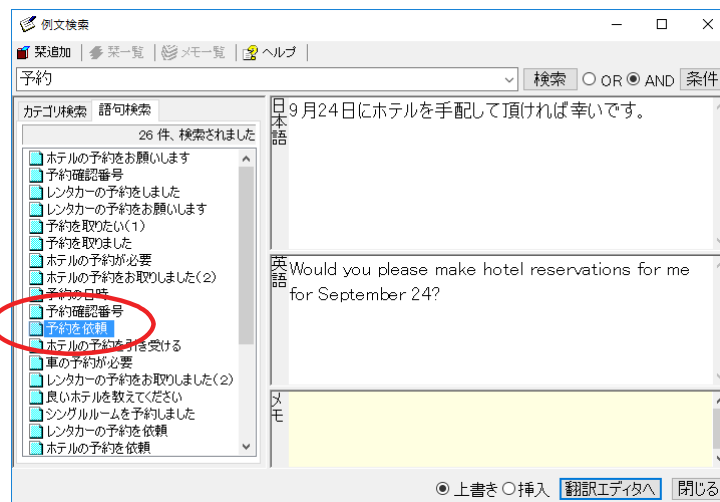 例文検索
栞追加 栞一覧 メモ一覧 ヘルプ
予約 検索 OR AND 条件
カテゴリ検索 語句検索
26 件、検索されました
ホテルの予約をお願いします
予約確認番号
レンタカーの予約をしました
レンタカーの予約をお願いします
予約を取りたい(1)
予約を取りました
ホテルの予約が必要
ホテルの予約をお取りしました(2)
予約の日時
予約確認番号
予約を依頼
ホテルの予約を引き受ける
車の予約が必要
レンタカーの予約をお取りしました(2)
良いホテルを教えてください
シングルルームを予約しました
レンタカーの予約を依頼
ホテルの予約を依頼
日本語
9月24日にホテルを手配して頂ければ幸いです。
英語
Would you please make hotel reservations for me
for September 24?
メモ
上書き 挿入 翻訳エディタへ 閉じる